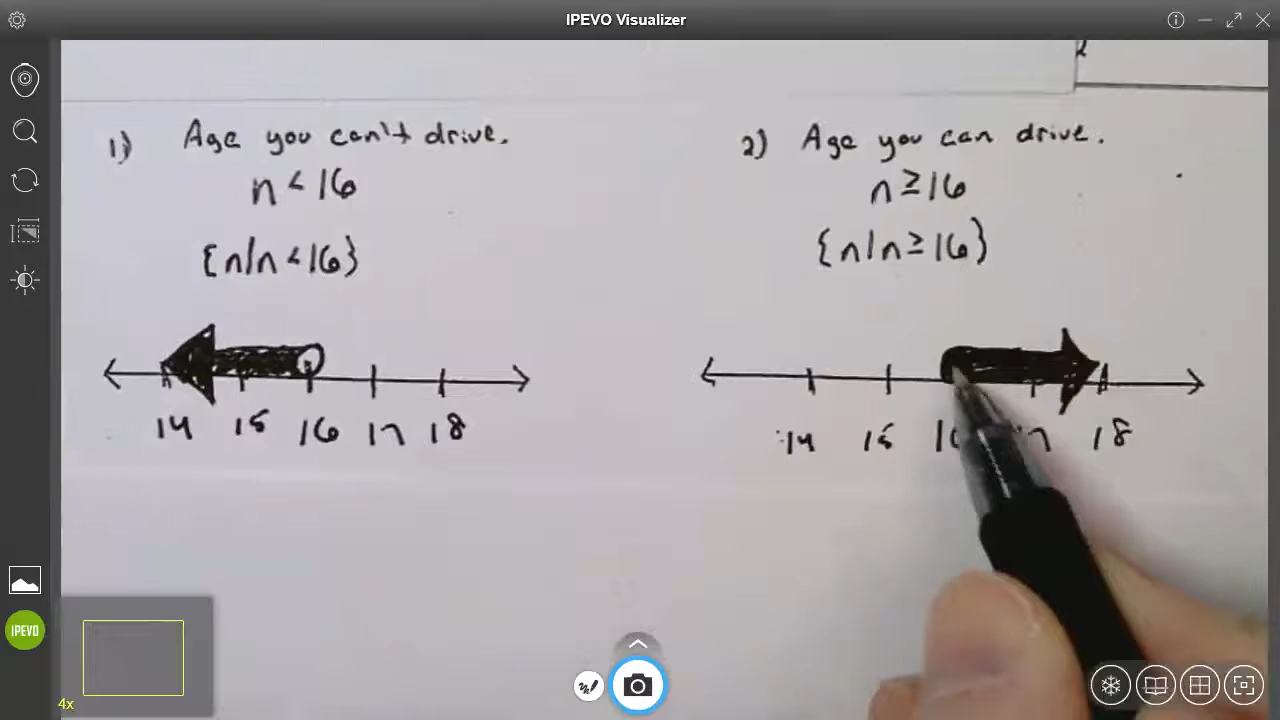 IPEVO Visualizer
1) Age you can't drive.
n < 16
{n|n < 16}
14 15 16 17 18
2) Age you can drive.
n ≥ 16
{n|n ≥ 16}
14 15 17 18
IPEVO
4x